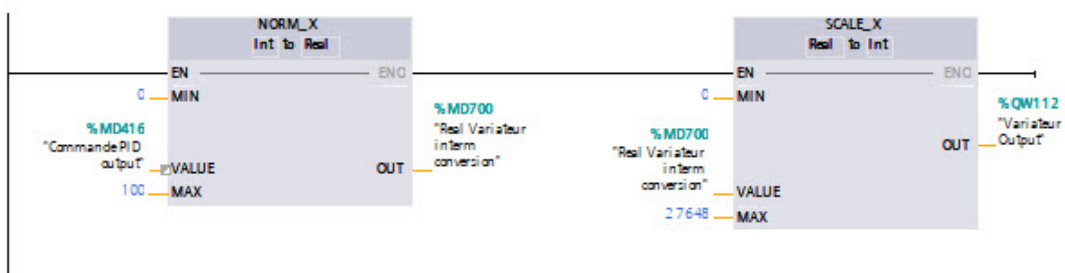 NORM_X
Int to Real
EN
ENO
0
MIN
%MD416
"Commande PID
output"
VALUE
100
MAX
OUT
%MD700
"Real Variateur
interm
conversion"
SCALE_X
Real to Int
EN
ENO
0
MIN
%MD700
"Real Variateur
interm
conversion"
VALUE
27648
MAX
OUT
%QW112
"Variateur
Output"